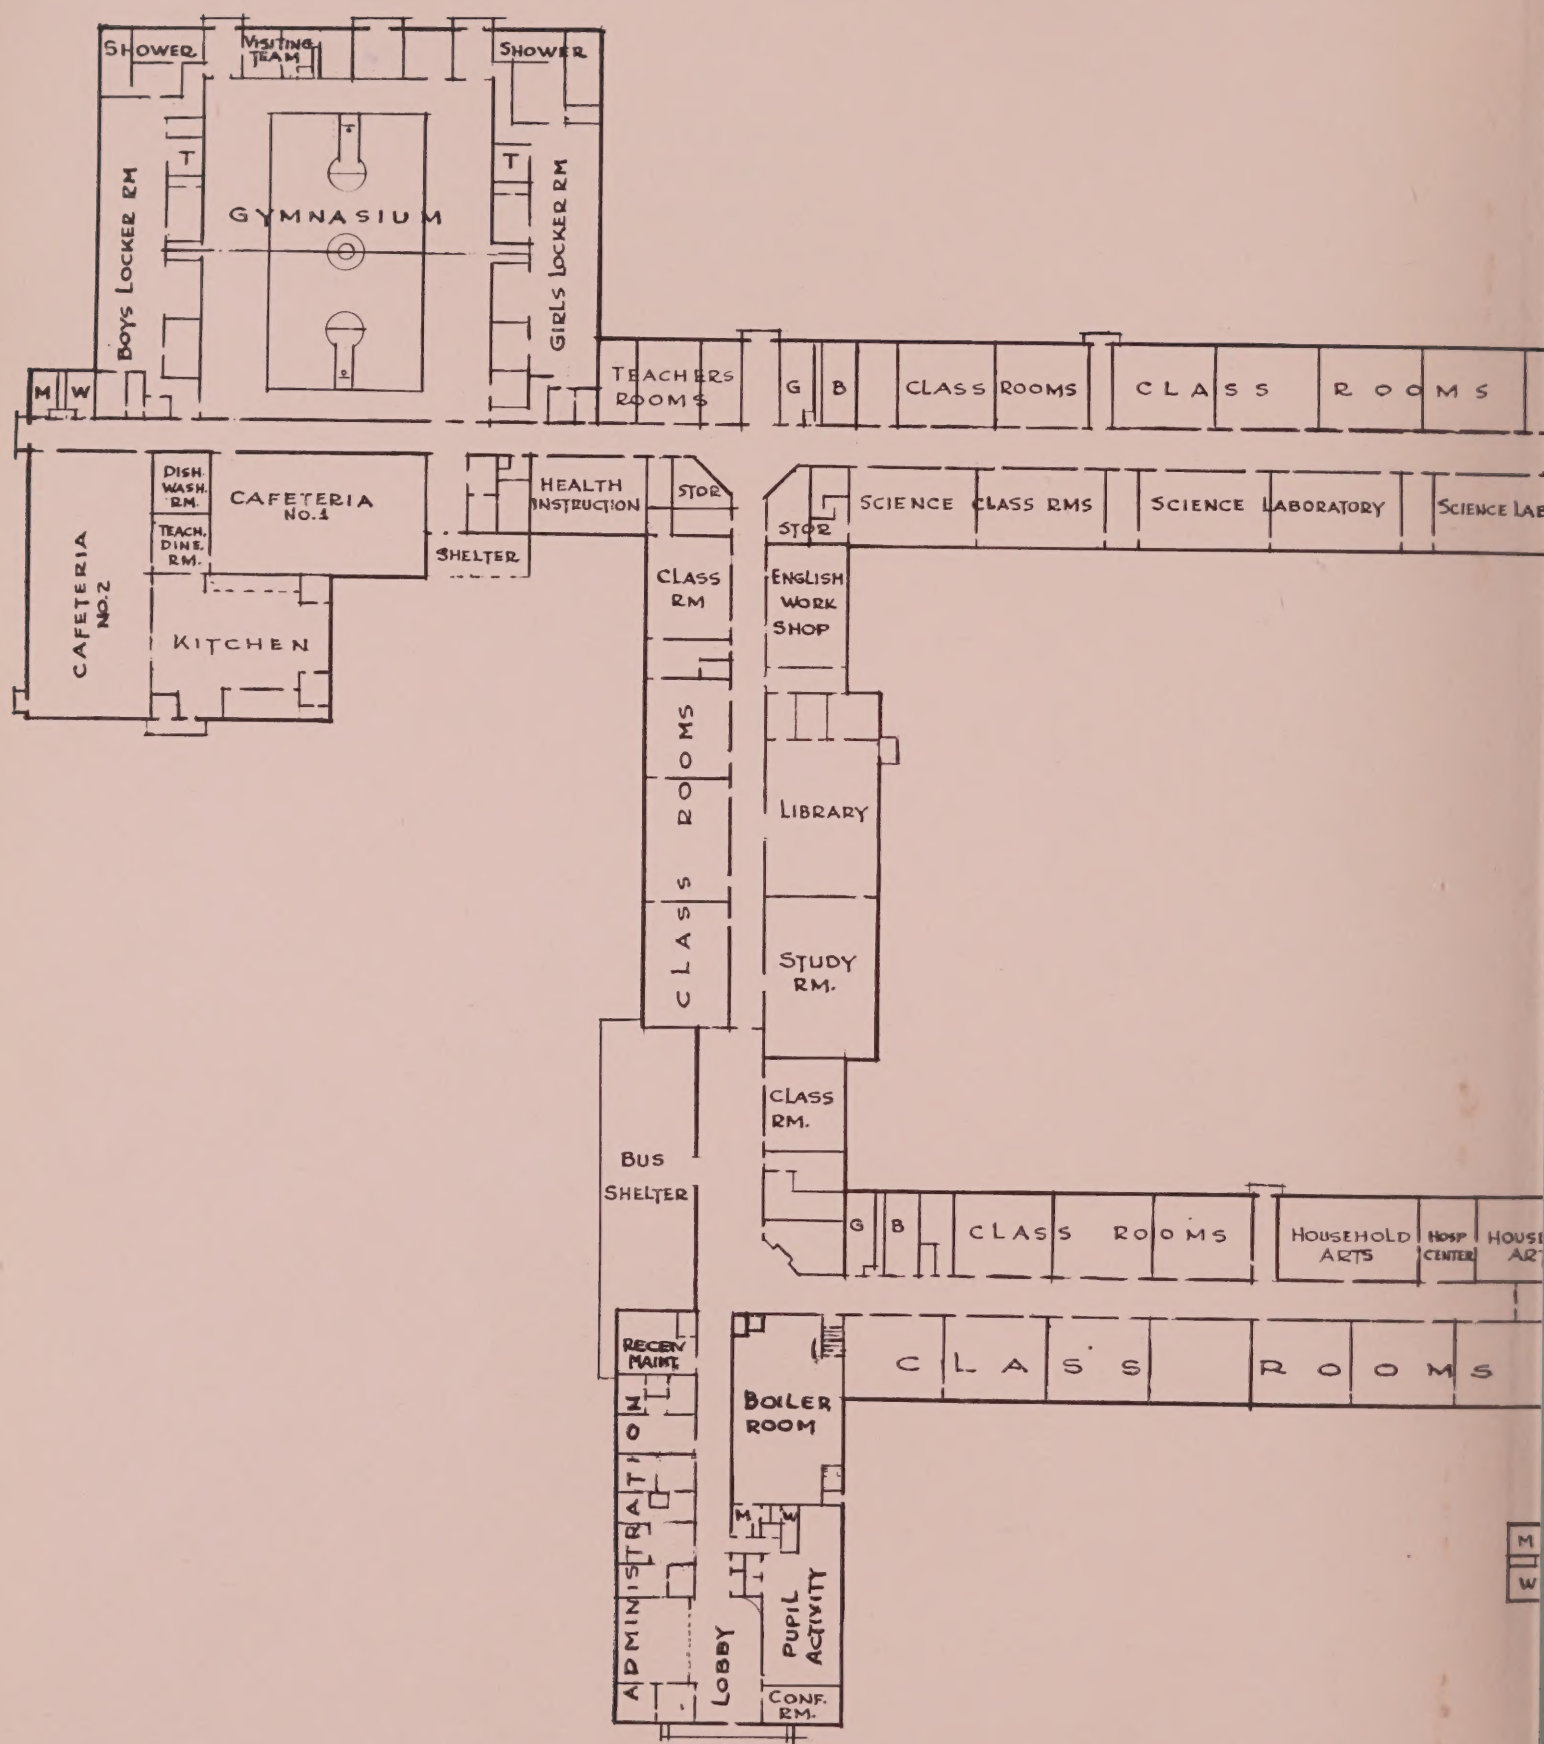 SHOWER
VISITING
TEAM
SHOWER
BOYS LOCKER RM
T
GYMNASIUM
T
GIRLS LOCKER RM
M W
TEACHERS
ROOMS
G B
CLASS ROOMS
CLASS ROOMS
DISH.
WASH.
RM.
CAFETERIA
NO.1
TEACH.
DINE.
RM.
CAFETERIA
NO.2
KITCHEN
SHELTER
HEALTH
INSTRUCTION
STOR
STOR
SCIENCE CLASS RMS
SCIENCE LABORATORY
SCIENCE LAB
CLASS
RM
ENGLISH
WORK
SHOP
CLASS ROOMS
LIBRARY
STUDY
RM.
CLASS
RM.
BUS
SHELTER
G B
CLASS ROOMS
HOUSEHOLD
ARTS
HOSP
CENTER
HOUS
AR
RECEN
MAINT.
BOILER
ROOM
CLASS ROOMS
ADMINISTRATION
M W
LOBBY
PUPIL
ACTIVITY
CONF.
RM.
M
W